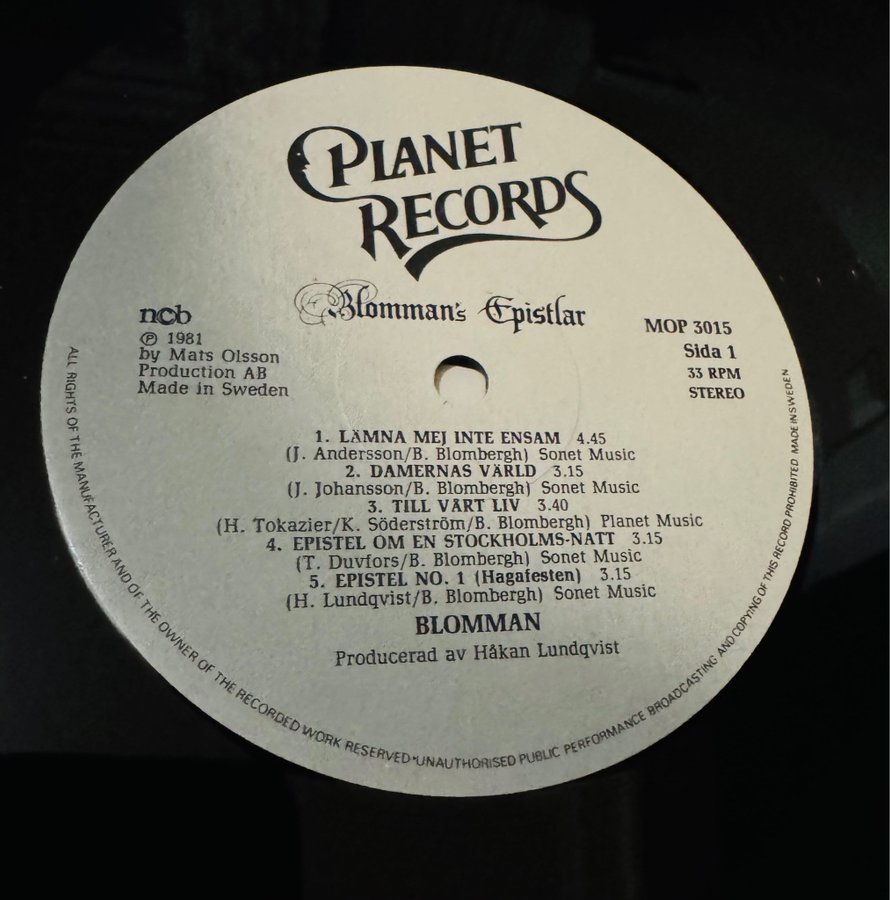 PLANET
RECORDS
Blomman's Epistlar
ncb
℗ 1981
by Mats Olsson
Production AB
Made in Sweden
MOP 3015
Sida 1
33 RPM
STEREO
1. LÄMNA MEJ INTE ENSAM 4.45
(J. Andersson/B. Blombergh) Sonet Music
2. DAMERNAS VÄRLD 3.15
(J. Johansson/B. Blombergh) Sonet Music
3. TILL VÅRT LIV 3.40
(H. Tokazier/K. Söderström/B. Blombergh) Planet Music
4. EPISTEL OM EN STOCKHOLMS-NATT 3.15
(T. Duvfors/B. Blombergh) Sonet Music
5. EPISTEL NO. 1 (Hagafesten) 3.15
(H. Lundqvist/B. Blombergh) Sonet Music
BLOMMAN
Producerad av Håkan Lundqvist
ALL RIGHTS OF THE MANUFACTURER AND OF THE OWNER OF THE RECORDED WORK RESERVED•UNAUTHORISED PUBLIC PERFORMANCE BROADCASTING AND COPYING OF THIS RECORD PROHIBITED MADE IN SWEDEN